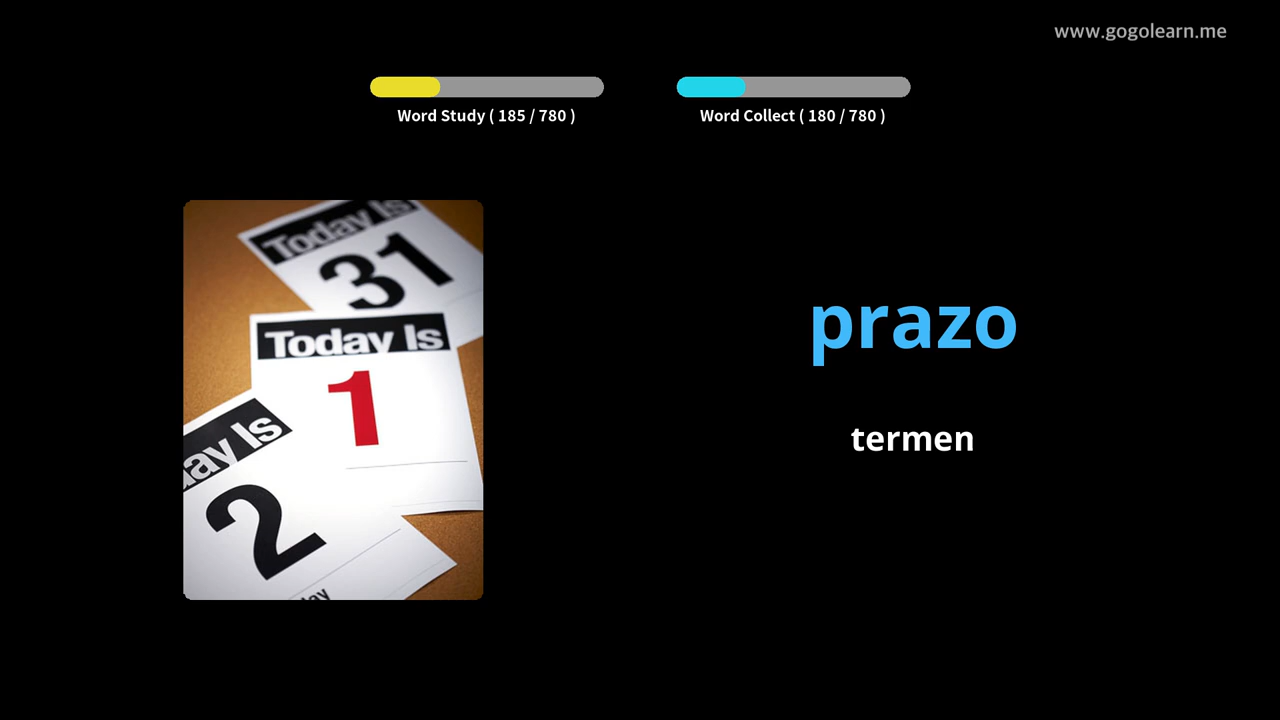 www.gogolearn.me
Word Study ( 185 / 780 )
Word Collect ( 180 / 780 )
Today Is
31
Today Is
1
ay Is
2
ay
prazo
termen